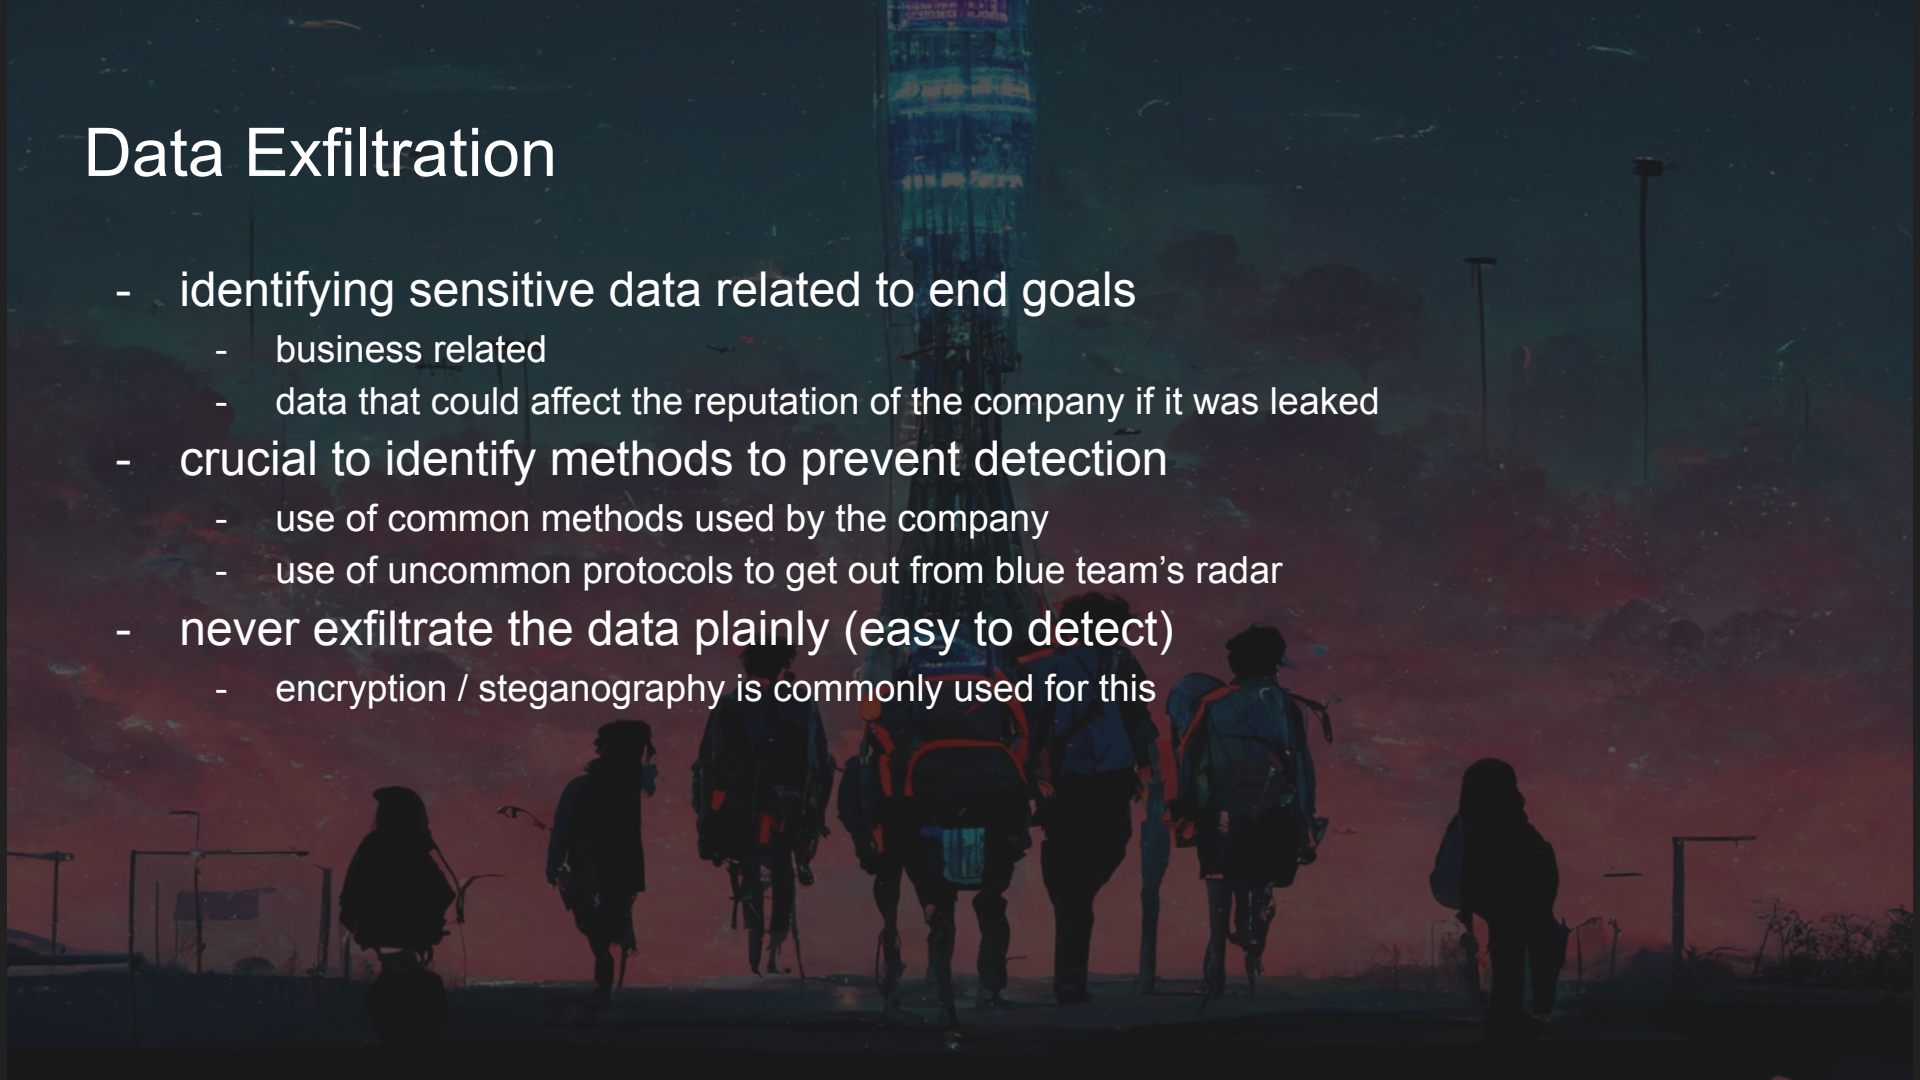 Data Exfiltration
- identifying sensitive data related to end goals
- business related
- data that could affect the reputation of the company if it was leaked
- crucial to identify methods to prevent detection
- use of common methods used by the company
- use of uncommon protocols to get out from blue team’s radar
- never exfiltrate the data plainly (easy to detect)
- encryption / steganography is commonly used for this